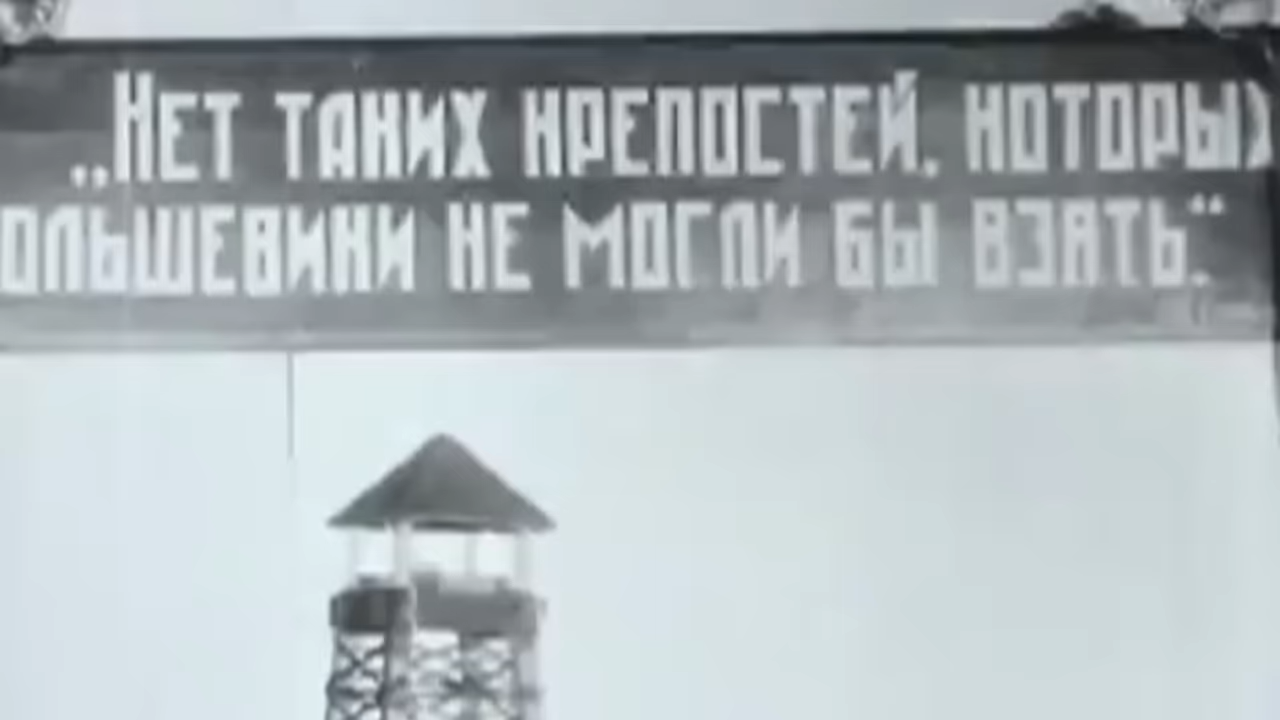 „Нет таких крепостей, которых
ольшевики не могли бы взять“.